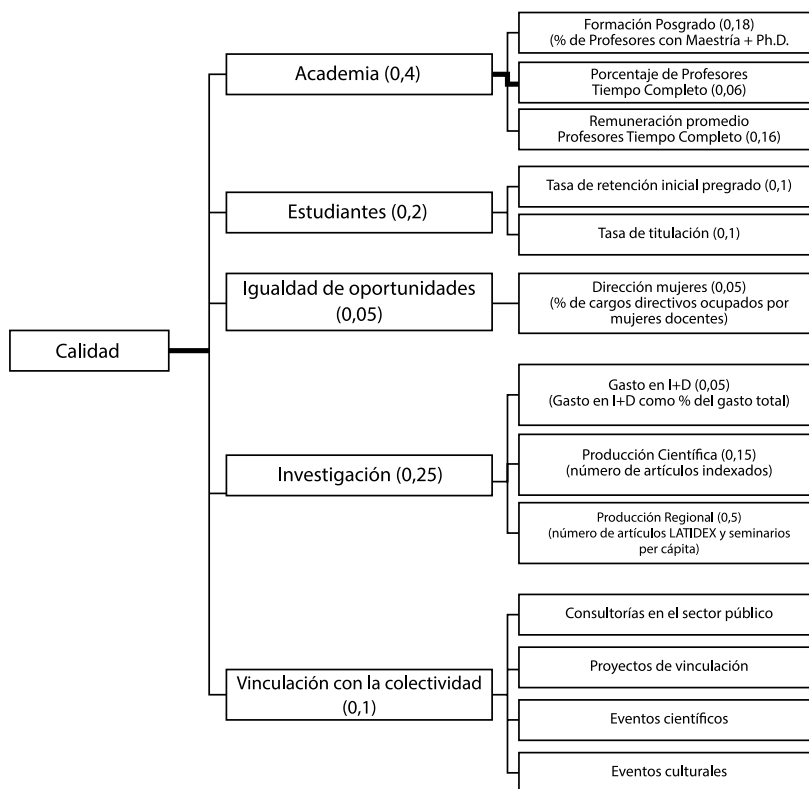 Calidad
Academia (0,4)
Formación Posgrado (0,18)
(% de Profesores con Maestría + Ph.D.
Porcentaje de Profesores
Tiempo Completo (0,06)
Remuneración promedio
Profesores Tiempo Completo (0,16)
Estudiantes (0,2)
Tasa de retención inicial pregrado (0,1)
Tasa de titulación (0,1)
Igualdad de oportunidades
(0,05)
Dirección mujeres (0,05)
(% de cargos directivos ocupados por
mujeres docentes)
Investigación (0,25)
Gasto en I+D (0,05)
(Gasto en I+D como % del gasto total)
Producción Científica (0,15)
(número de artículos indexados)
Producción Regional (0,5)
(número de artículos LATIDEX y seminarios
per cápita)
Vinculación con la colectividad
(0,1)
Consultorías en el sector público
Proyectos de vinculación
Eventos científicos
Eventos culturales